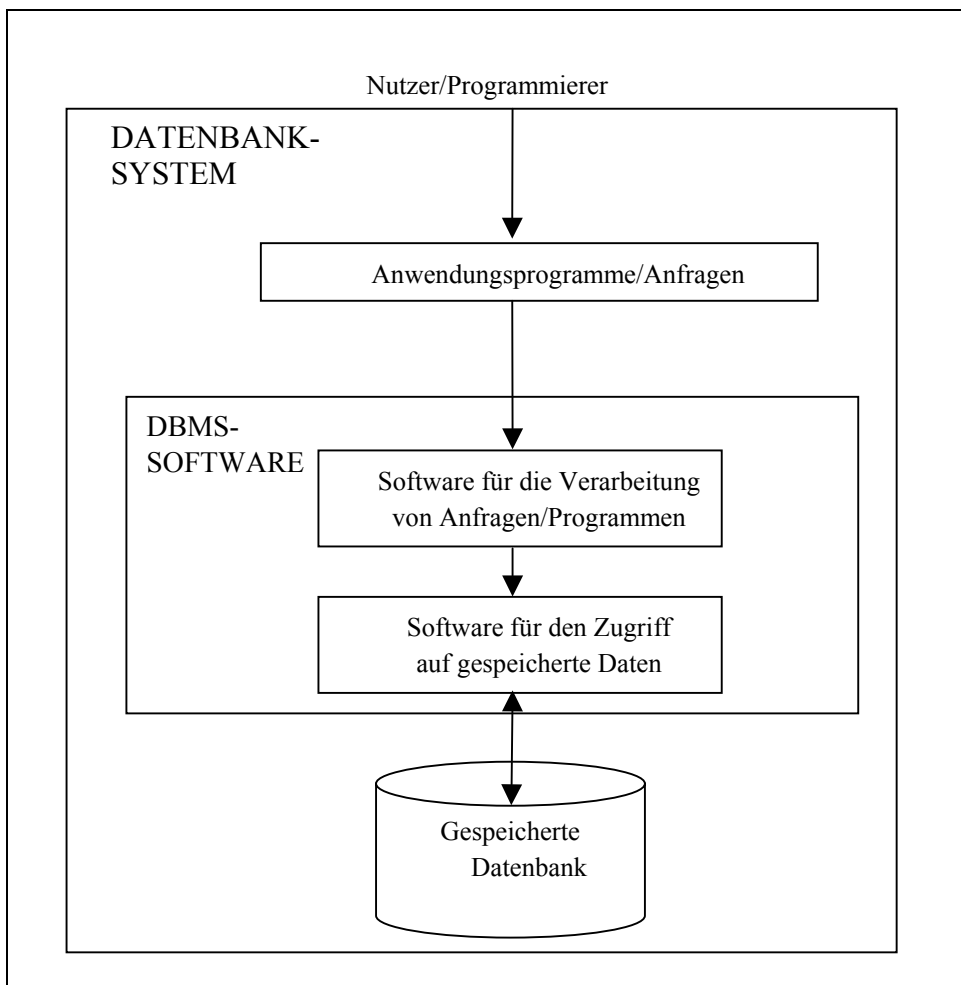 Nutzer/Programmierer
DATENBANK-
SYSTEM
Anwendungsprogramme/Anfragen
DBMS-
SOFTWARE
Software für die Verarbeitung
von Anfragen/Programmen
Software für den Zugriff
auf gespeicherte Daten
Gespeicherte
Datenbank